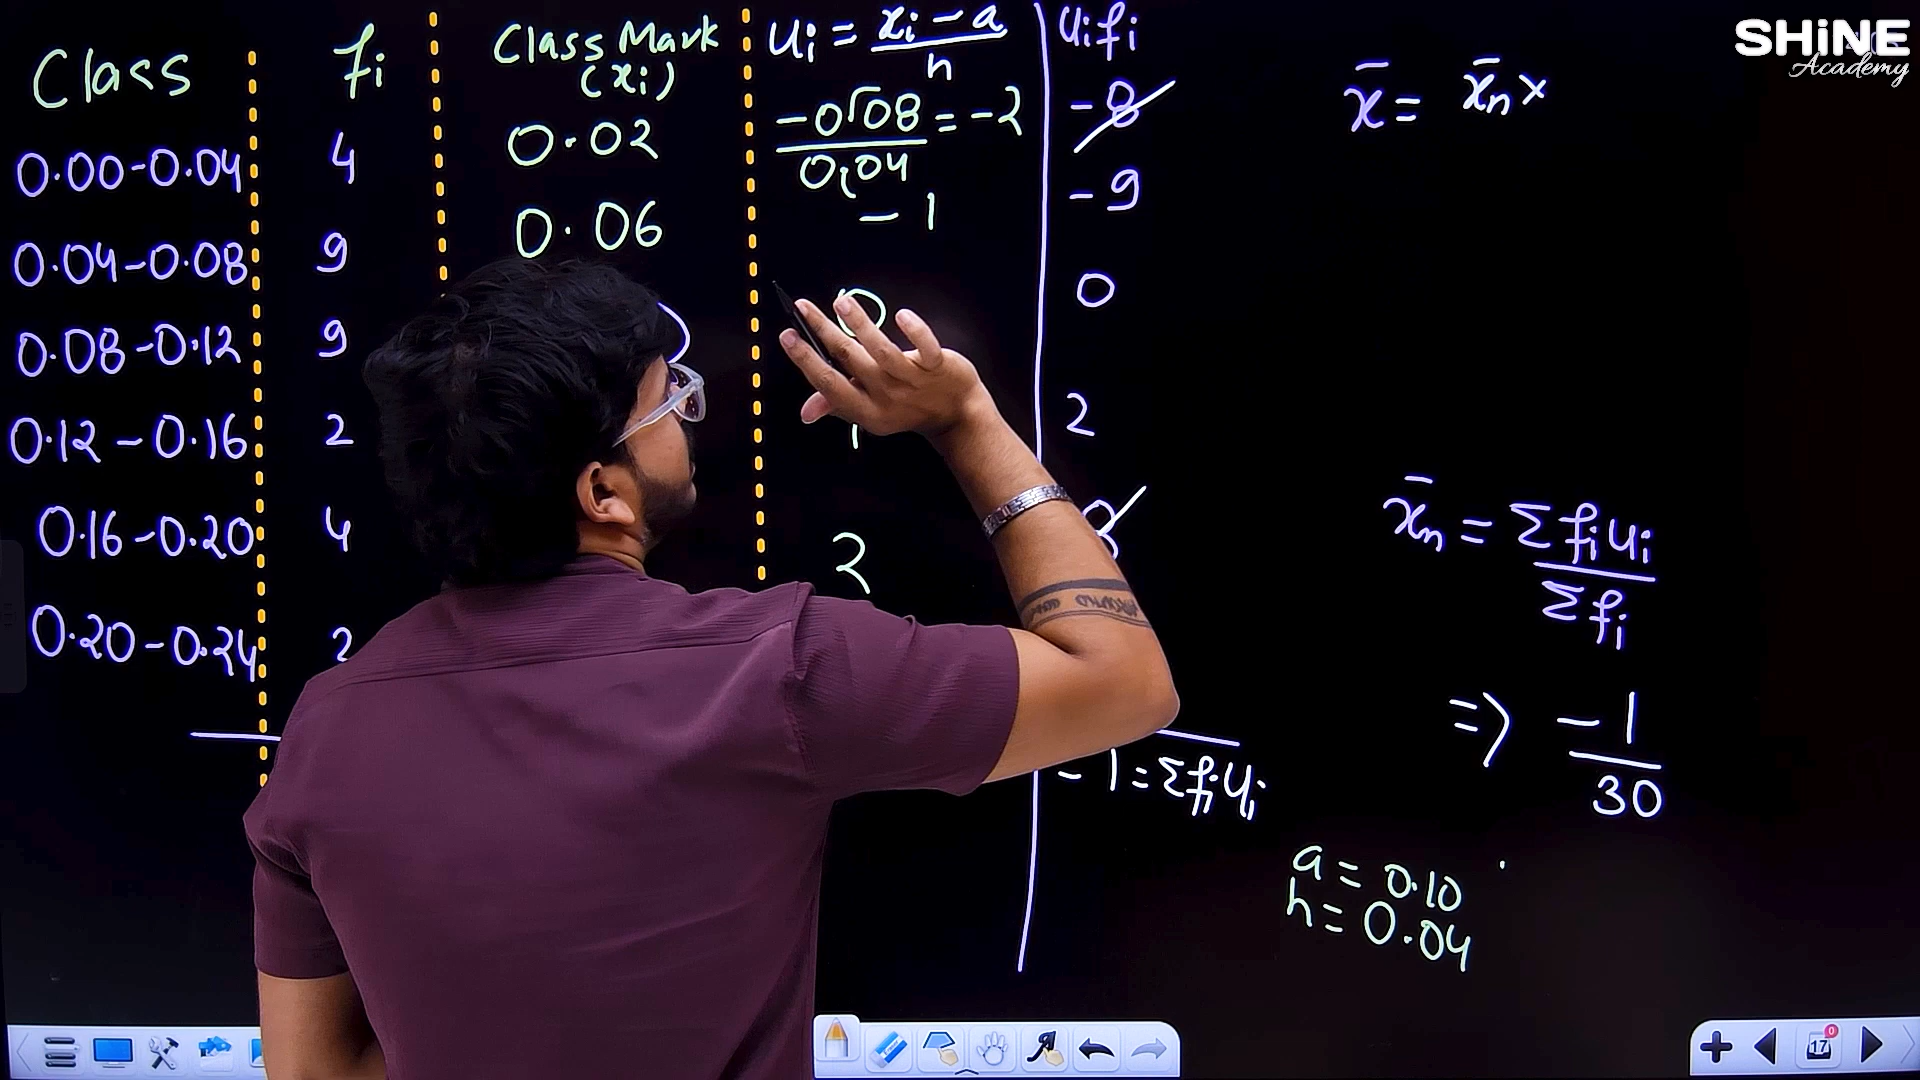 SHiNE
Academy
Class fi Class Mark (xi) ui = xi - a / h uifi
0.00-0.04 4 0.02 -0.08 / 0.04 = -2 -8
0.04-0.08 9 0.06 -1 -9
0.08-0.12 9 0 0
0.12-0.16 2 1 2
0.16-0.20 4 2
0.20-0.24 2
-1 = Σfiui
x̄ = x̄n ×
x̄n = Σfiui / Σfi
=> -1 / 30
a = 0.10
h = 0.04
17
0